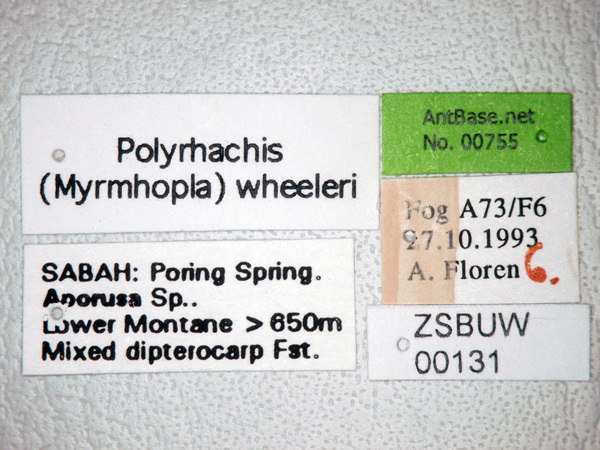 Polyrhachis
(Myrmhopla) wheeleri
SABAH: Poring Spring.
Aporusa Sp..
Lower Montane > 650m
Mixed dipterocarp Fst.
AntBase.net
No. 00755
Fog A73/F6
27.10.1993
A. Floren 6.
ZSBUW
00131